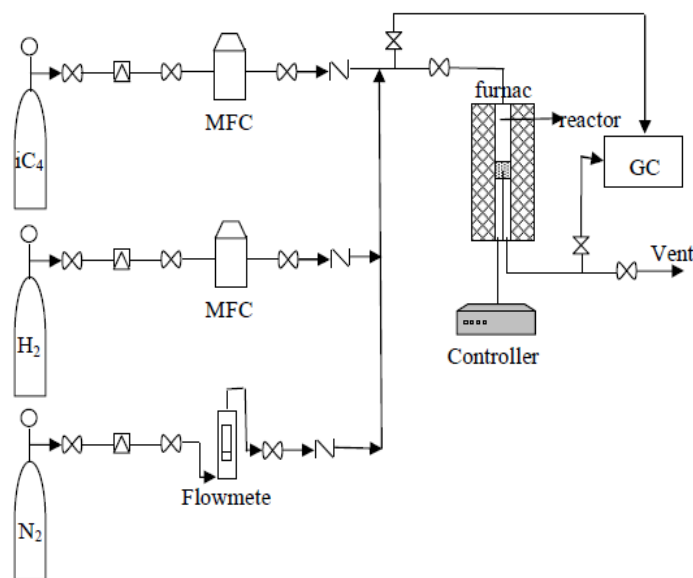 furnac
reactor
iC₄
MFC
GC
Vent
H₂
MFC
Controller
Flowmete
N₂